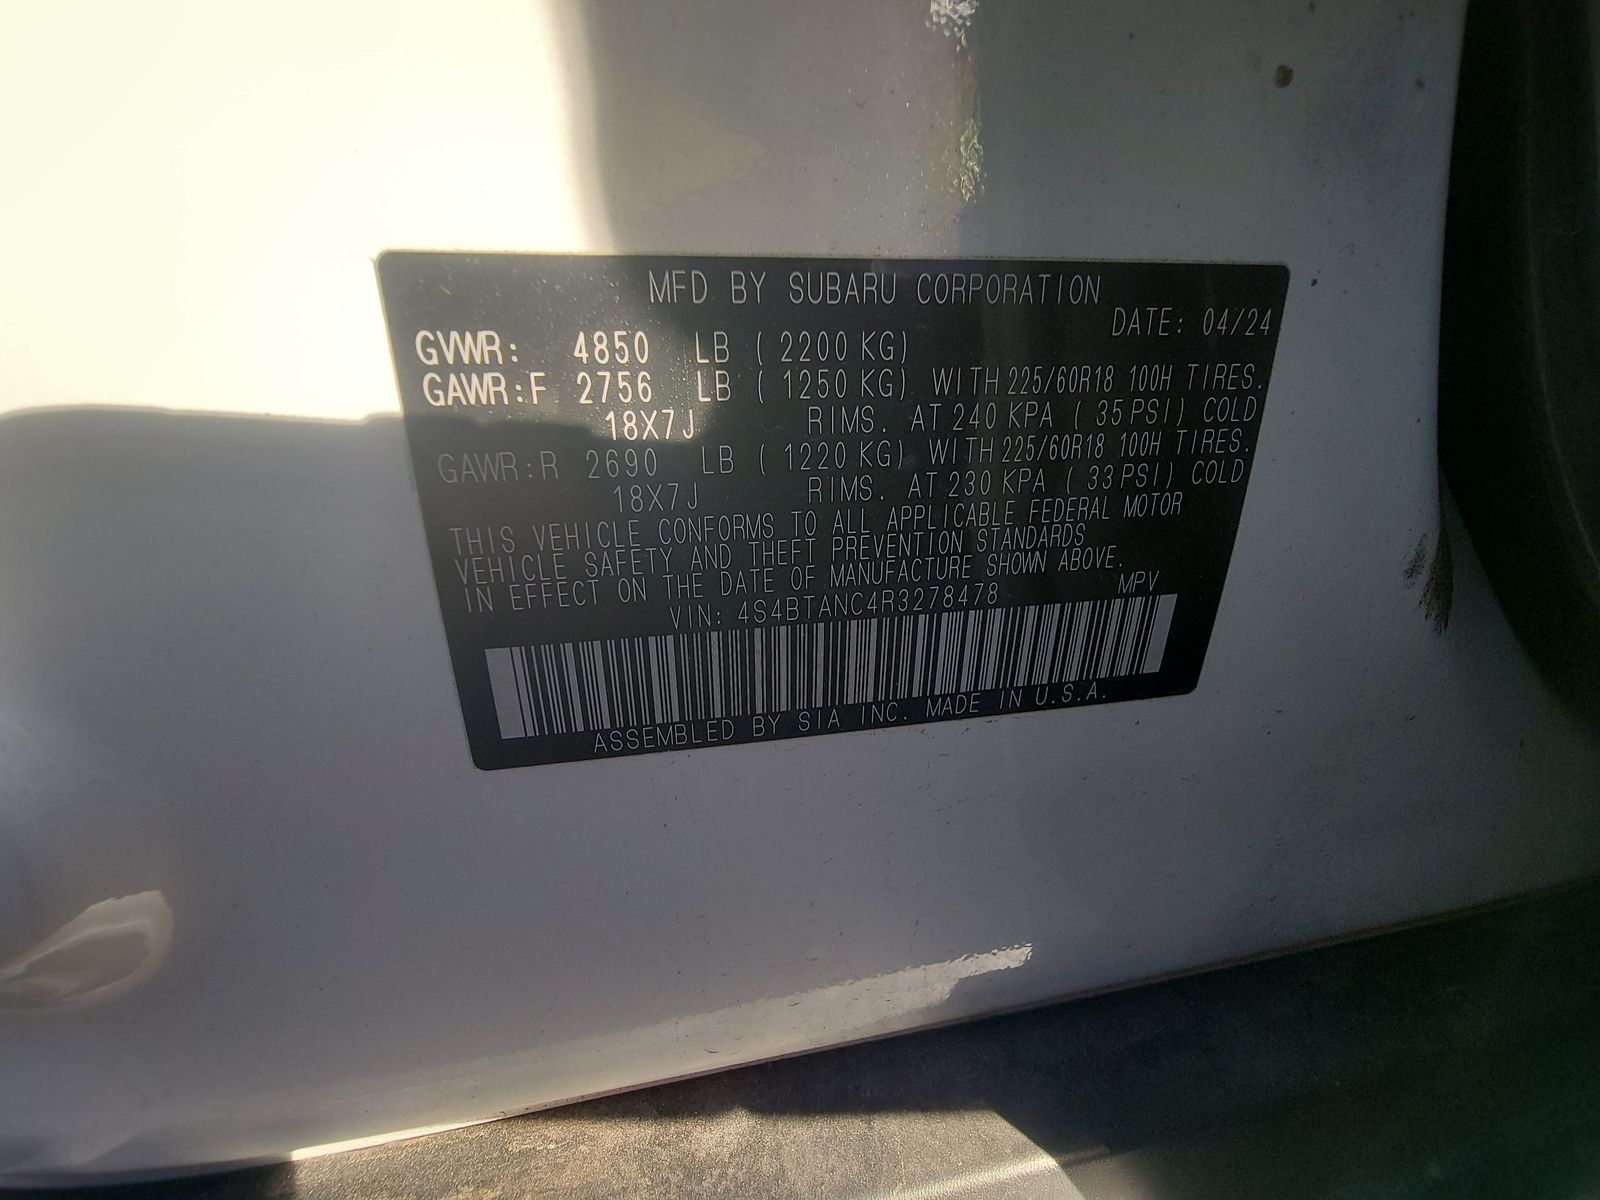 MFD BY SUBARU CORPORATION
DATE: 04/24
GVWR: 4850 LB ( 2200 KG)
GAWR:F 2756 LB ( 1250 KG) WITH 225/60R18 100H TIRES.
18X7J RIMS. AT 240 KPA ( 35 PSI) COLD
GAWR:R 2690 LB ( 1220 KG) WITH 225/60R18 100H TIRES.
18X7J RIMS. AT 230 KPA ( 33 PSI) COLD
THIS VEHICLE CONFORMS TO ALL APPLICABLE FEDERAL MOTOR
VEHICLE SAFETY AND THEFT PREVENTION STANDARDS
IN EFFECT ON THE DATE OF MANUFACTURE SHOWN ABOVE.
VIN: 4S4BTANC4R3278478 MPV
ASSEMBLED BY SIA INC. MADE IN U.S.A.